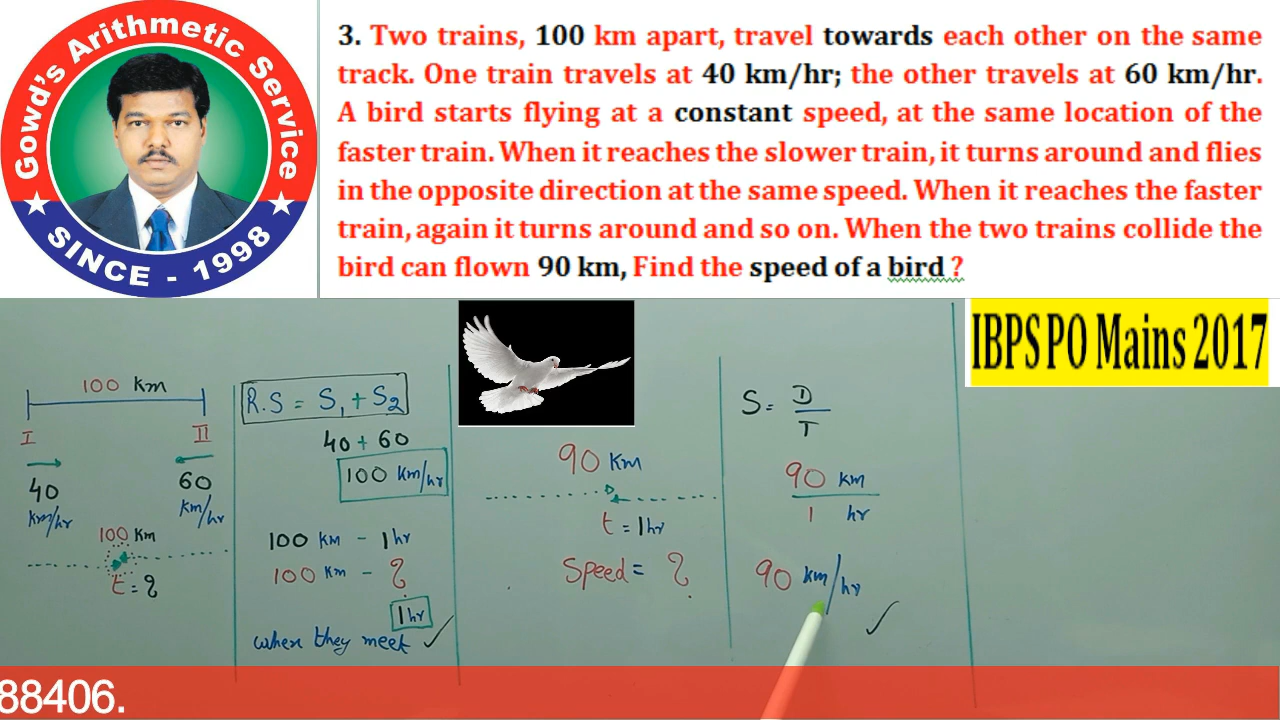 Gowd's Arithmetic Service
★ SINCE - 1998 ★
3. Two trains, 100 km apart, travel towards each other on the same
track. One train travels at 40 km/hr; the other travels at 60 km/hr.
A bird starts flying at a constant speed, at the same location of the
faster train. When it reaches the slower train, it turns around and flies
in the opposite direction at the same speed. When it reaches the faster
train, again it turns around and so on. When the two trains collide the
bird can flown 90 km, Find the speed of a bird ?
IBPS PO Mains 2017
100 km
I
II
40
km/hr
60
km/hr
100 km
t = ?
R.S = S₁ + S₂
40 + 60
100 km/hr
100 km - 1hr
100 km - ?
1hr
when they meet ✓
90 km
t = 1hr
Speed = ?
S = D/T
90 km
1 hr
90 km/hr
✓
88406.